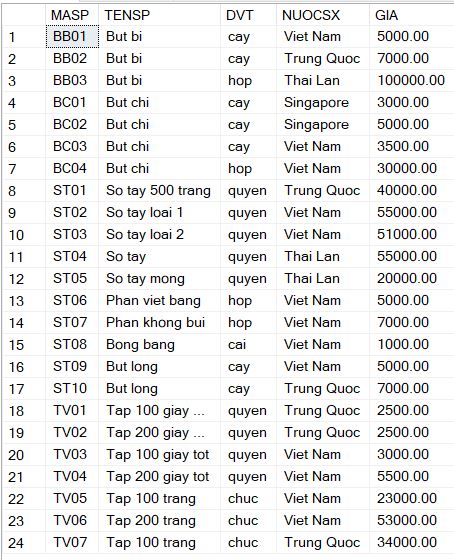 MASP TENSP DVT NUOCSX GIA
1 BB01 But bi cay Viet Nam 5000.00
2 BB02 But bi cay Trung Quoc 7000.00
3 BB03 But bi hop Thai Lan 100000.00
4 BC01 But chi cay Singapore 3000.00
5 BC02 But chi cay Singapore 5000.00
6 BC03 But chi cay Viet Nam 3500.00
7 BC04 But chi hop Viet Nam 30000.00
8 ST01 So tay 500 trang quyen Trung Quoc 40000.00
9 ST02 So tay loai 1 quyen Viet Nam 55000.00
10 ST03 So tay loai 2 quyen Viet Nam 51000.00
11 ST04 So tay quyen Thai Lan 55000.00
12 ST05 So tay mong quyen Thai Lan 20000.00
13 ST06 Phan viet bang hop Viet Nam 5000.00
14 ST07 Phan khong bui hop Viet Nam 7000.00
15 ST08 Bong bang cai Viet Nam 1000.00
16 ST09 But long cay Viet Nam 5000.00
17 ST10 But long cay Trung Quoc 7000.00
18 TV01 Tap 100 giay ... quyen Trung Quoc 2500.00
19 TV02 Tap 200 giay ... quyen Trung Quoc 2500.00
20 TV03 Tap 100 giay tot quyen Viet Nam 3000.00
21 TV04 Tap 200 giay tot quyen Viet Nam 5500.00
22 TV05 Tap 100 trang chuc Viet Nam 23000.00
23 TV06 Tap 200 trang chuc Viet Nam 53000.00
24 TV07 Tap 100 trang chuc Trung Quoc 34000.00